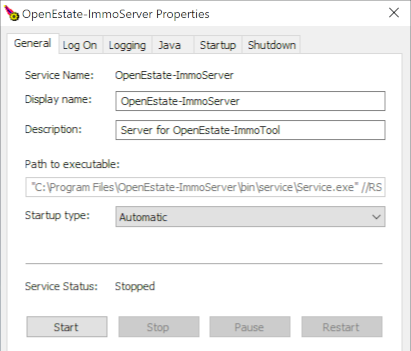 OpenEstate-ImmoServer Properties
General Log On Logging Java Startup Shutdown
Service Name: OpenEstate-ImmoServer
Display name: OpenEstate-ImmoServer
Description: Server for OpenEstate-ImmoTool
Path to executable:
"C:\Program Files\OpenEstate-ImmoServer\bin\service\Service.exe" //RS
Startup type: Automatic
Service Status: Stopped
Start Stop Pause Restart